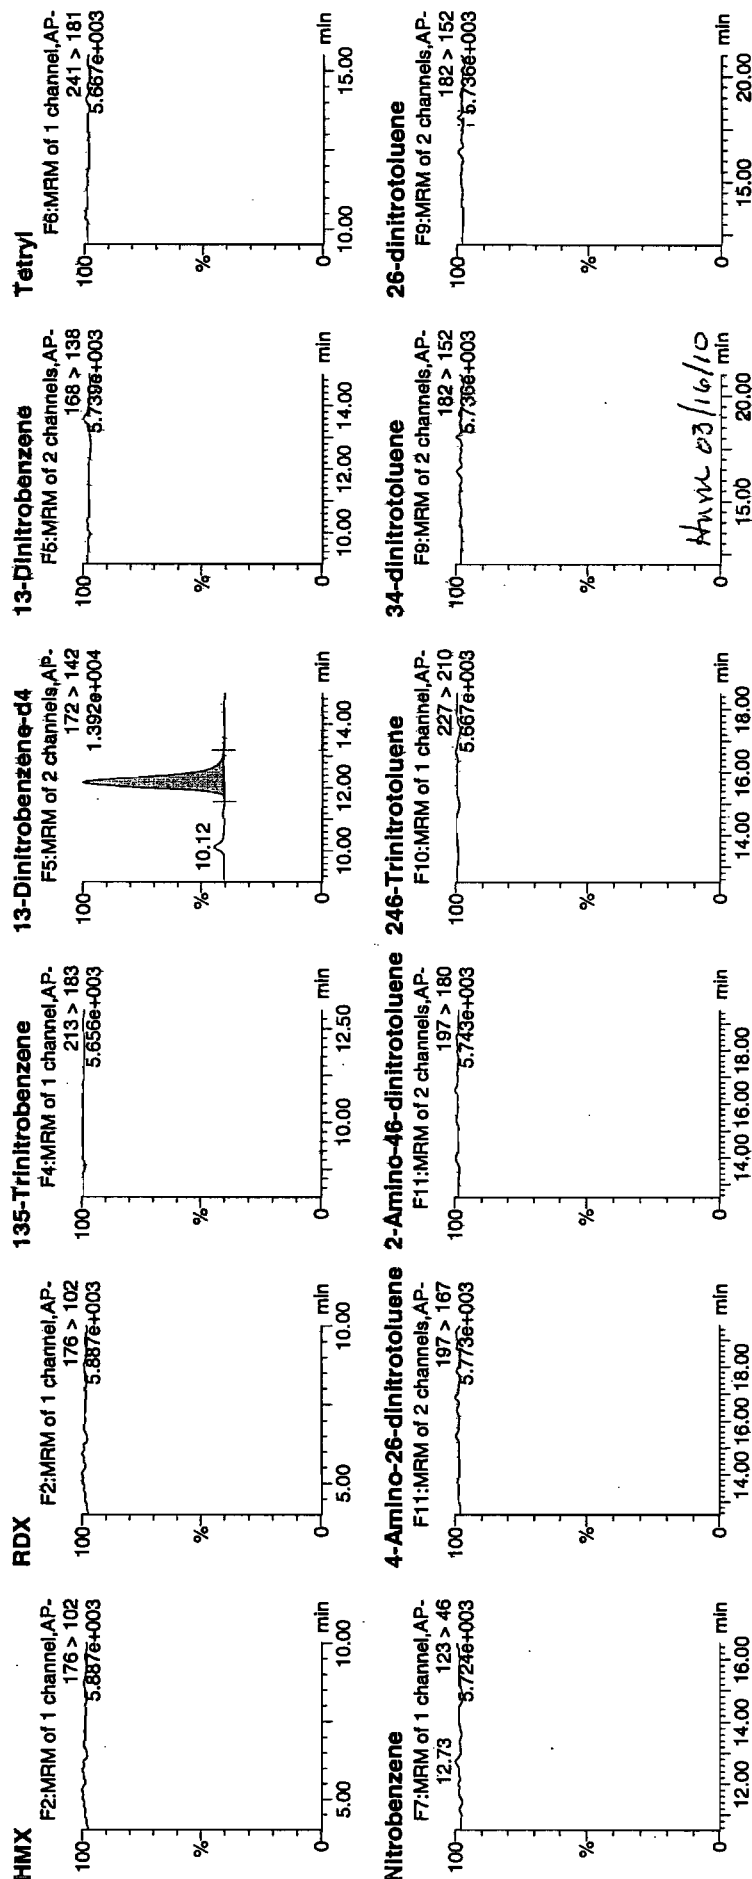 HMX
F2:MRM of 1 channel,AP-
176 > 102
5.887e+003
100
%
0
5.00
10.00
min
RDX
F2:MRM of 1 channel,AP-
176 > 102
5.887e+003
100
%
0
5.00
10.00
min
135-Trinitrobenzene
F4:MRM of 1 channel,AP-
213 > 183
5.656e+003
100
%
0
10.00
12.50
min
13-Dinitrobenzene-d4
F5:MRM of 2 channels,AP-
172 > 142
1.392e+004
100
%
0
10.12
10.00
12.00
14.00
min
13-Dinitrobenzene
F5:MRM of 2 channels,AP-
168 > 138
5.739e+003
100
%
0
10.00
12.00
14.00
min
Tetryl
F6:MRM of 1 channel,AP-
241 > 181
5.667e+003
100
%
0
10.00
15.00
min
Nitrobenzene
F7:MRM of 1 channel,AP-
123 > 46
5.724e+003
100
12.73
%
0
12.00
14.00
16.00
min
4-Amino-26-dinitrotoluene
F11:MRM of 2 channels,AP-
197 > 167
5.773e+003
100
%
0
14.00
16.00
18.00
min
2-Amino-46-dinitrotoluene
F11:MRM of 2 channels,AP-
197 > 180
5.743e+003
100
%
0
14.00
16.00
18.00
min
246-Trinitrotoluene
F10:MRM of 1 channel,AP-
227 > 210
5.667e+003
100
%
0
14.00
16.00
18.00
min
34-dinitrotoluene
F9:MRM of 2 channels,AP-
182 > 152
5.736e+003
100
%
0
15.00
20.00
min
03/16/10
26-dinitrotoluene
F9:MRM of 2 channels,AP-
182 > 152
5.736e+003
100
%
0
15.00
20.00
min